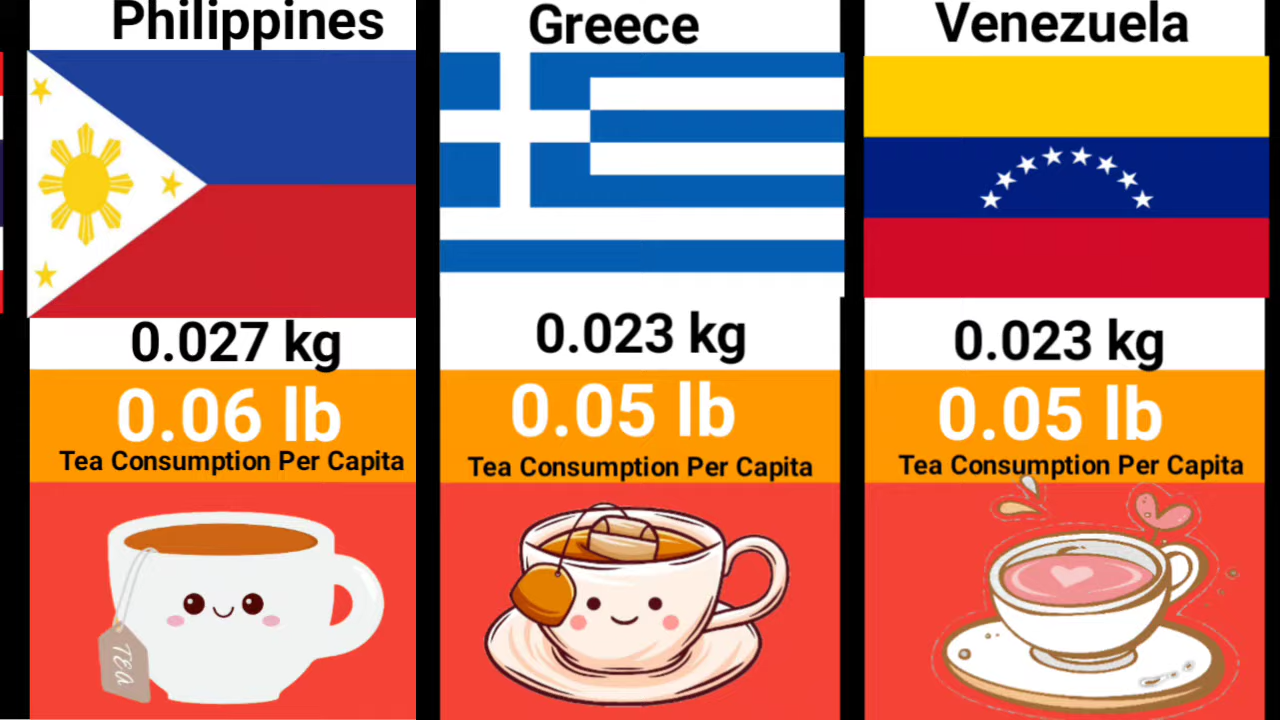 Philippines
0.027 kg
0.06 lb
Tea Consumption Per Capita
TEA
Greece
0.023 kg
0.05 lb
Tea Consumption Per Capita
Venezuela
0.023 kg
0.05 lb
Tea Consumption Per Capita